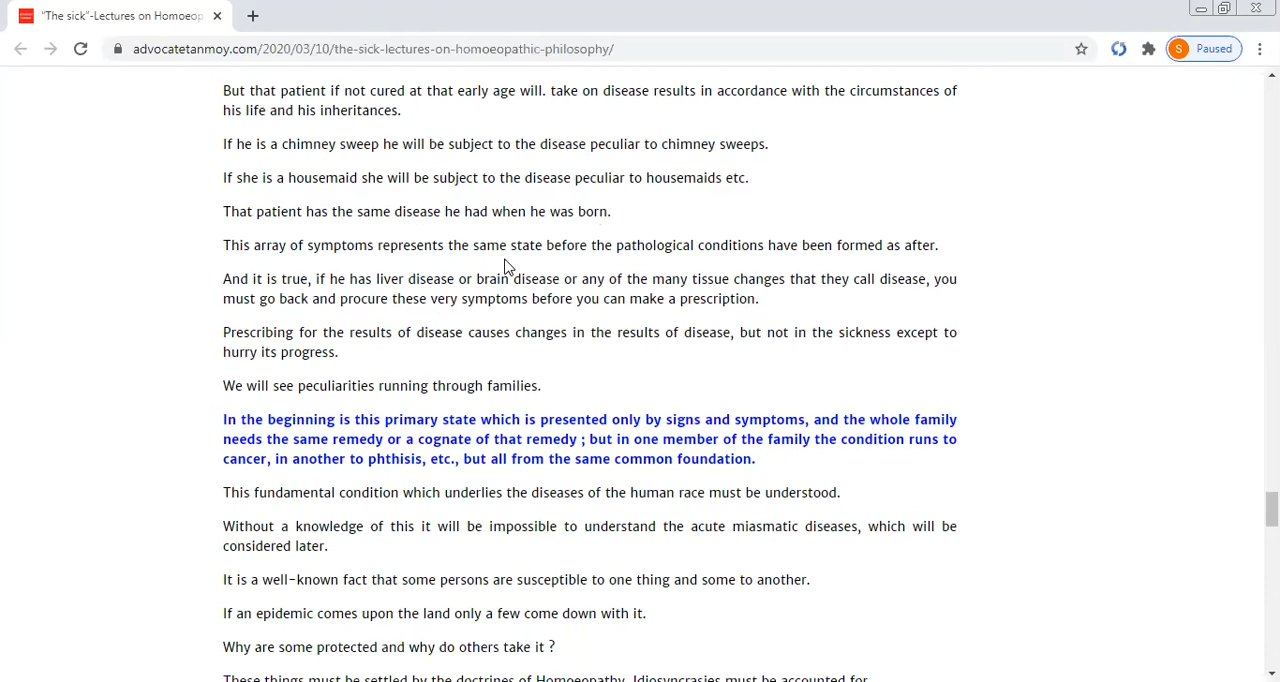 "The sick"-Lectures on Homoeop
advocatetanmoy.com/2020/03/10/the-sick-lectures-on-homoeopathic-philosophy/
S Paused
But that patient if not cured at that early age will. take on disease results in accordance with the circumstances of
his life and his inheritances.
If he is a chimney sweep he will be subject to the disease peculiar to chimney sweeps.
If she is a housemaid she will be subject to the disease peculiar to housemaids etc.
That patient has the same disease he had when he was born.
This array of symptoms represents the same state before the pathological conditions have been formed as after.
And it is true, if he has liver disease or brain disease or any of the many tissue changes that they call disease, you
must go back and procure these very symptoms before you can make a prescription.
Prescribing for the results of disease causes changes in the results of disease, but not in the sickness except to
hurry its progress.
We will see peculiarities running through families.
In the beginning is this primary state which is presented only by signs and symptoms, and the whole family
needs the same remedy or a cognate of that remedy ; but in one member of the family the condition runs to
cancer, in another to phthisis, etc., but all from the same common foundation.
This fundamental condition which underlies the diseases of the human race must be understood.
Without a knowledge of this it will be impossible to understand the acute miasmatic diseases, which will be
considered later.
It is a well-known fact that some persons are susceptible to one thing and some to another.
If an epidemic comes upon the land only a few come down with it.
Why are some protected and why do others take it ?
These things must be settled by the doctrines of Homoeopathy. Idiosyncrasies must be accounted for